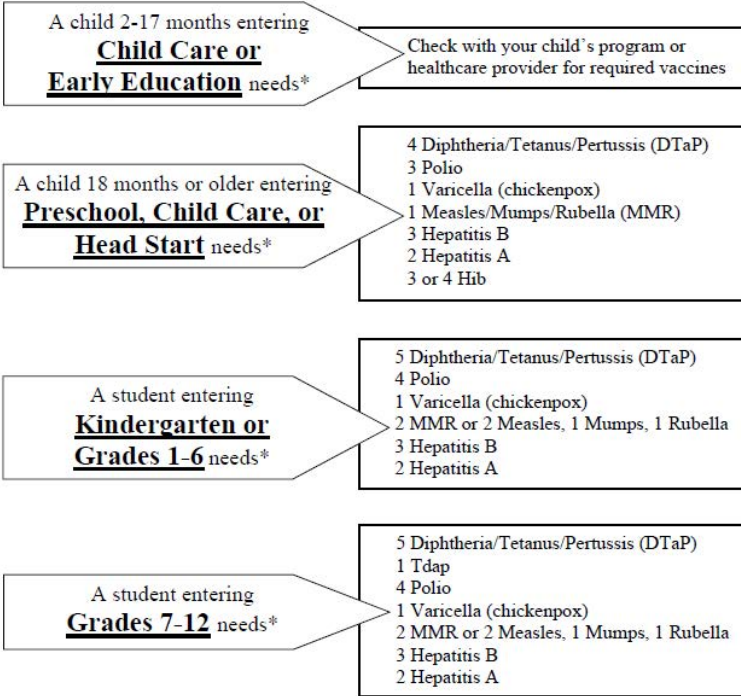 A child 2-17 months entering
Child Care or
Early Education needs*
Check with your child's program or
healthcare provider for required vaccines
A child 18 months or older entering
Preschool, Child Care, or
Head Start needs*
4 Diphtheria/Tetanus/Pertussis (DTaP)
3 Polio
1 Varicella (chickenpox)
1 Measles/Mumps/Rubella (MMR)
3 Hepatitis B
2 Hepatitis A
3 or 4 Hib
A student entering
Kindergarten or
Grades 1-6 needs*
5 Diphtheria/Tetanus/Pertussis (DTaP)
4 Polio
1 Varicella (chickenpox)
2 MMR or 2 Measles, 1 Mumps, 1 Rubella
3 Hepatitis B
2 Hepatitis A
A student entering
Grades 7-12 needs*
5 Diphtheria/Tetanus/Pertussis (DTaP)
1 Tdap
4 Polio
1 Varicella (chickenpox)
2 MMR or 2 Measles, 1 Mumps, 1 Rubella
3 Hepatitis B
2 Hepatitis A